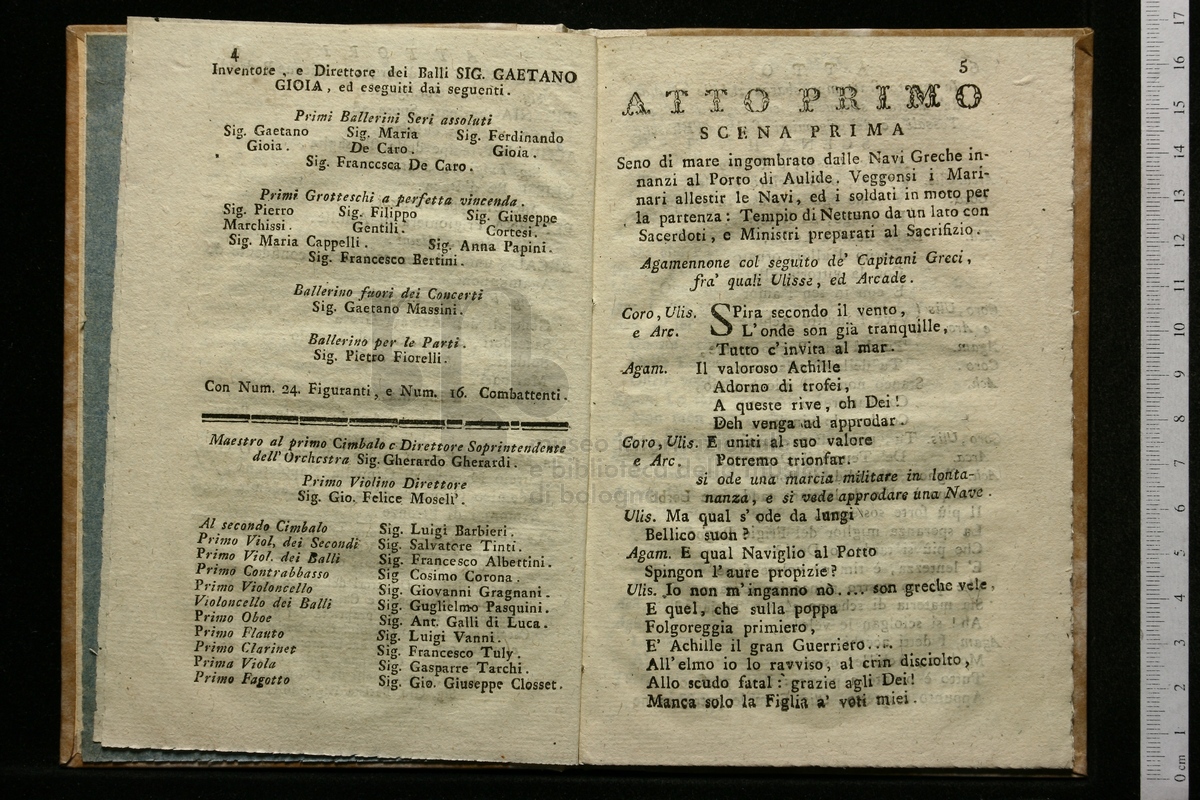 4
Inventore, e Direttore dei Balli SIG. GAETANO
GIOIA, ed eseguiti dai seguenti.
Primi Ballerini Seri assoluti
Sig. Gaetano Gioia. Sig. Maria De Caro. Sig. Ferdinando Gioia.
Sig. Francesca De Caro.
Primi Grotteschi a perfetta vincenda.
Sig. Pietro Marchissi. Sig. Filippo Gentili. Sig. Giuseppe Cortesi.
Sig. Maria Cappelli. Sig. Anna Papini.
Sig. Francesco Bertini.
Ballerino fuori dei Concerti
Sig. Gaetano Massini.
Ballerino per le Parti.
Sig. Pietro Fiorelli.
Con Num. 24. Figuranti, e Num. 16. Combattenti.
Maestro al primo Cimbalo e Direttore Soprintendente
dell' Orchestra Sig. Gherardo Gherardi.
Primo Violino Direttore
Sig. Gio. Felice Mosell'.
Al secondo Cimbalo Sig. Luigi Barbieri.
Primo Viol. dei Secondi Sig. Salvatore Tinti.
Primo Viol. dei Balli Sig. Francesco Albertini.
Primo Contrabbasso Sig Cosimo Corona.
Primo Violoncello Sig. Giovanni Gragnani.
Violoncello dei Balli Sig. Guglielmo Pasquini.
Primo Oboe Sig. Ant. Galli di Luca.
Primo Flauto Sig. Luigi Vanni.
Primo Clarinet Sig. Francesco Tuly.
Prima Viola Sig. Gasparre Tarchi.
Primo Fagotto Sig. Gio. Giuseppe Closset.
5
ATTO PRIMO
SCENA PRIMA
Seno di mare ingombrato dalle Navi Greche in-
nanzi al Porto di Aulide. Veggonsi i Mari-
nari allestir le Navi, ed i soldati in moto per
la partenza: Tempio di Nettuno da un lato con
Sacerdoti, e Ministri preparati al Sacrifizio.
Agamennone col seguito de' Capitani Greci,
fra' quali Ulisse, ed Arcade.
Coro, Ulis. SPira secondo il vento,
e Arc. L'onde son già tranquille,
Tutto c'invita al mar.
Agam. Il valoroso Achille
Adorno di trofei,
A queste rive, oh Dei!
Deh venga ad approdar.
Coro, Ulis. E uniti al suo valore
e Arc. Potremo trionfar.
si ode una marcia militare in lonta-
nanza, e si vede approdare una Nave.
Ulis. Ma qual s'ode da lungi
Bellico suon?
Agam. E qual Naviglio al Porto
Spingon l'aure propizie?
Ulis. Io non m'inganno nò.... son greche vele,
E quel, che sulla poppa
Folgoreggia primiero,
E' Achille il gran Guerriero....
All'elmo io lo ravviso, al crin disciolto,
Allo scudo fatal: grazie agli Dei!
Manca solo la Figlia a' voti miei.